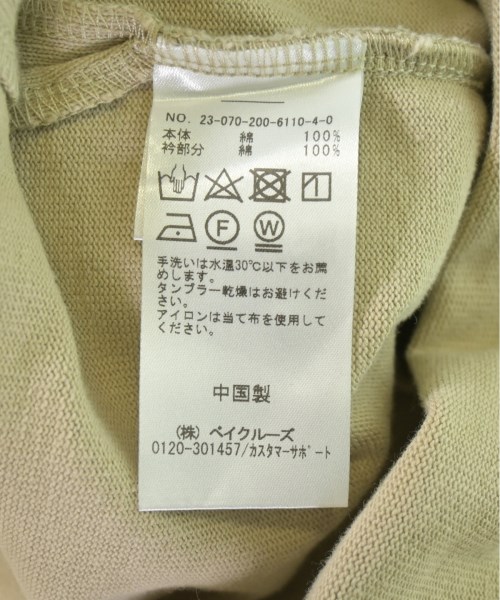 NO. 23-070-200-6110-4-0
本体 綿 100%
衿部分 綿 100%
F W
手洗いは水温30℃以下をお薦
めします。
タンブラー乾燥はお避けくだ
さい。
アイロンは当て布を使用して
ください。
中国製
(株) ベイクルーズ
0120-301457/カスタマーサポート